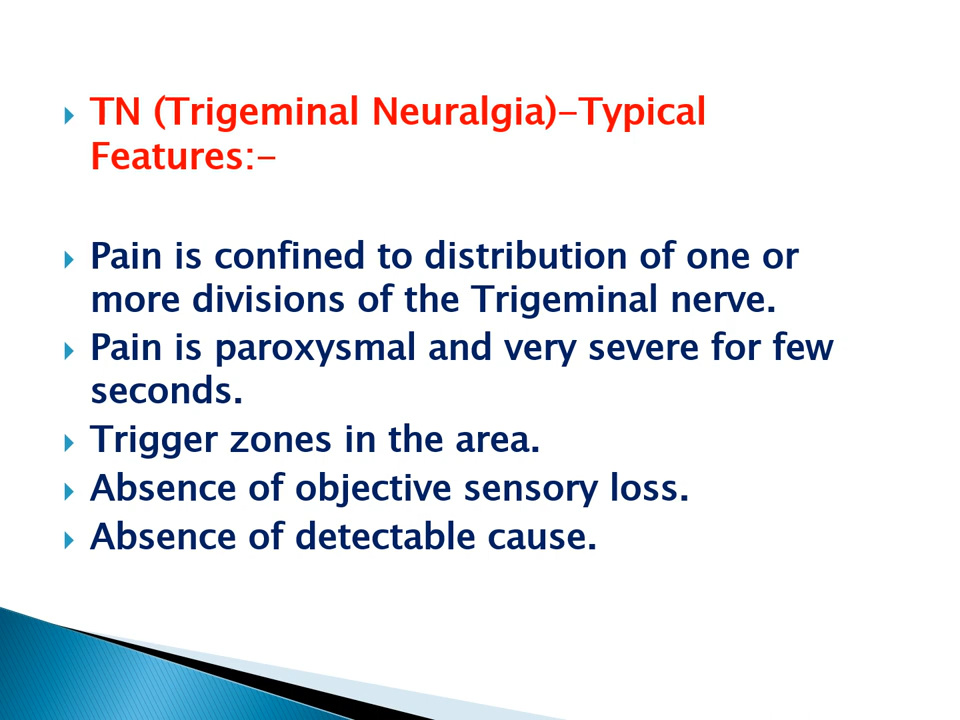 TN (Trigeminal Neuralgia)-Typical
Features:-
Pain is confined to distribution of one or
more divisions of the Trigeminal nerve.
Pain is paroxysmal and very severe for few
seconds.
Trigger zones in the area.
Absence of objective sensory loss.
Absence of detectable cause.